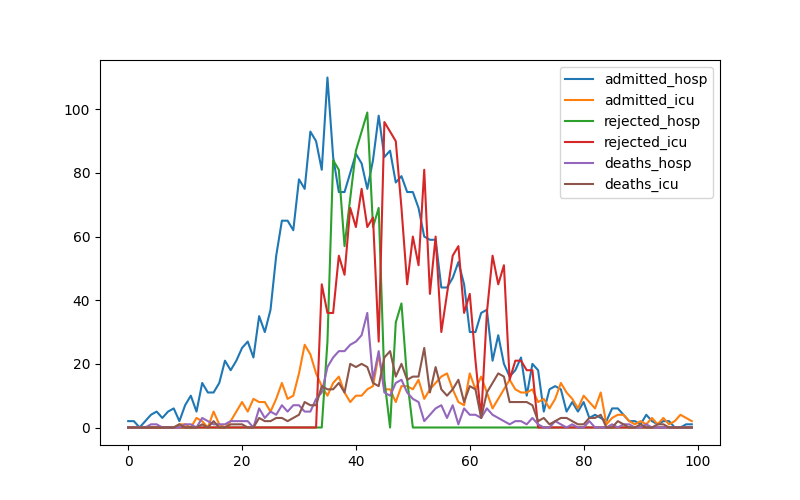 admitted_hosp
admitted_icu
rejected_hosp
rejected_icu
deaths_hosp
deaths_icu
100
80
60
40
20
0
0 20 40 60 80 100